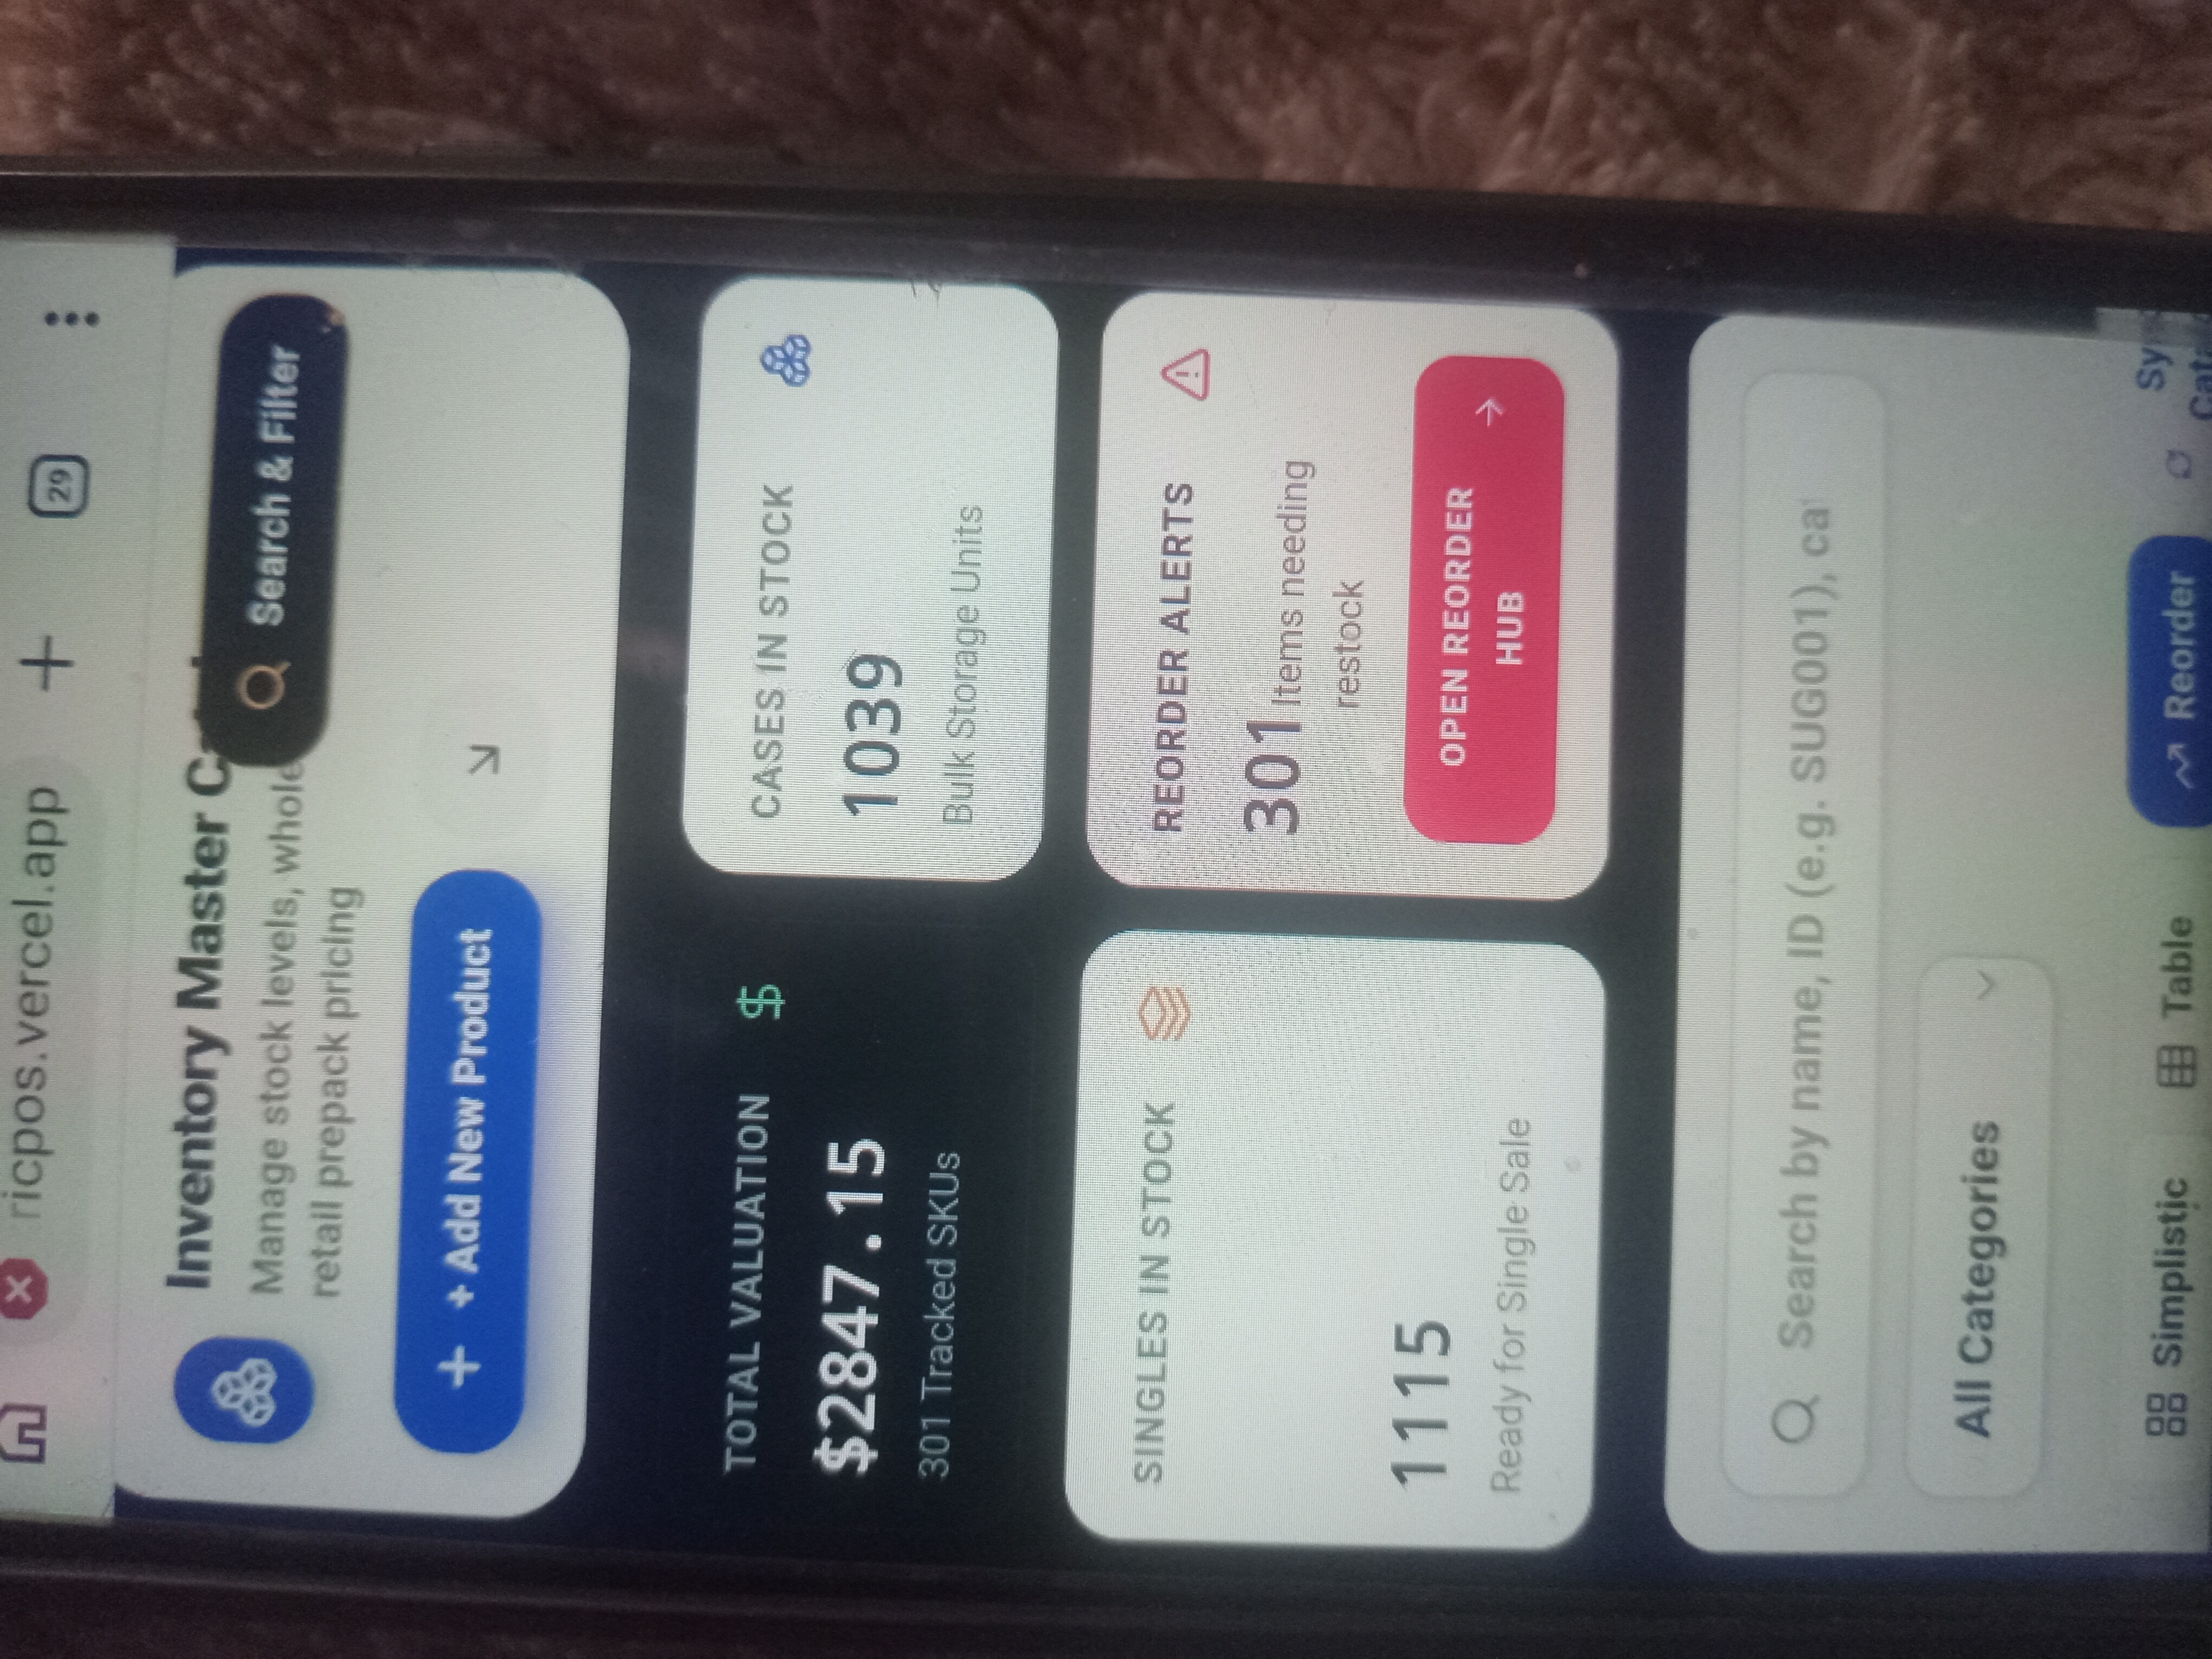 ricpos.vercel.app
29
Inventory Master
Manage stock levels,
retail prepack pricing
Search & Filter
+ Add New Product
TOTAL VALUATION
$
$2847.15
301 Tracked SKUs
CASES IN STOCK
1039
Bulk Storage Units
SINGLES IN STOCK
1115
Ready for Single Sale
REORDER ALERTS
301 Items needing
restock
OPEN REORDER
HUB
Search by name, ID (e.g. SUG001),
All Categories
Simplistic
Table
Reorder